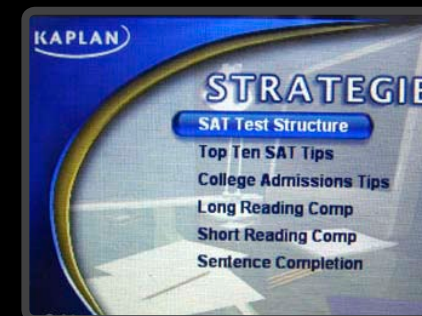 KAPLAN
STRATEGIE
SAT Test Structure
Top Ten SAT Tips
College Admissions Tips
Long Reading Comp
Short Reading Comp
Sentence Completion